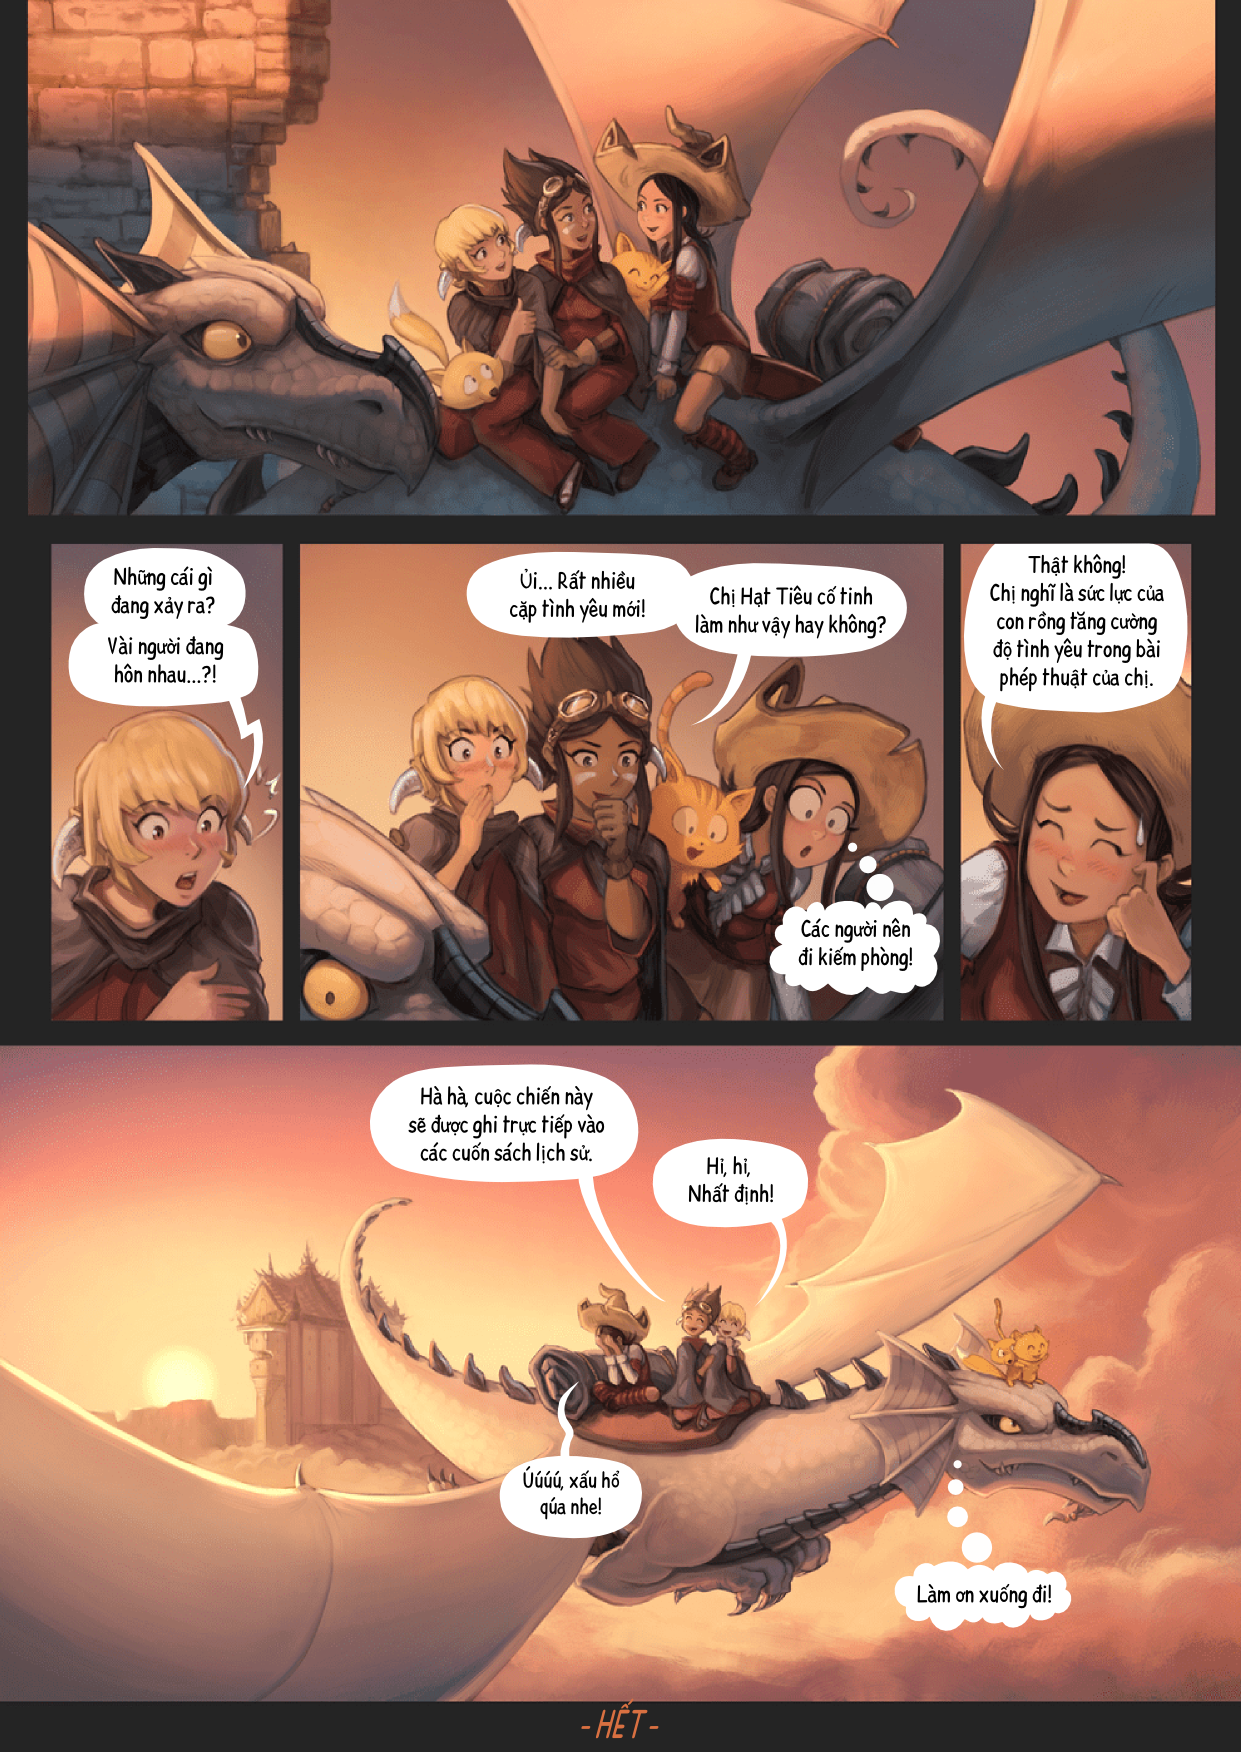 Những cái gì
đang xảy ra?
Vài người đang
hôn nhau...?!
Ủi... Rất nhiều
cặp tình yêu mới!
Chị Hạt Tiêu cố tinh
làm như vậy hay không?
Các người nên
đi kiếm phòng!
Thật không!
Chị nghĩ là sức lực của
con rồng tăng cường
độ tình yêu trong bài
phép thuật của chị.
Hà hà, cuộc chiến này
sẽ được ghi trực tiếp vào
các cuốn sách lịch sử.
Hỉ, hỉ,
Nhất định!
Úúúú, xấu hổ
qúa nhe!
Làm ơn xuống đi!
- HẾT -